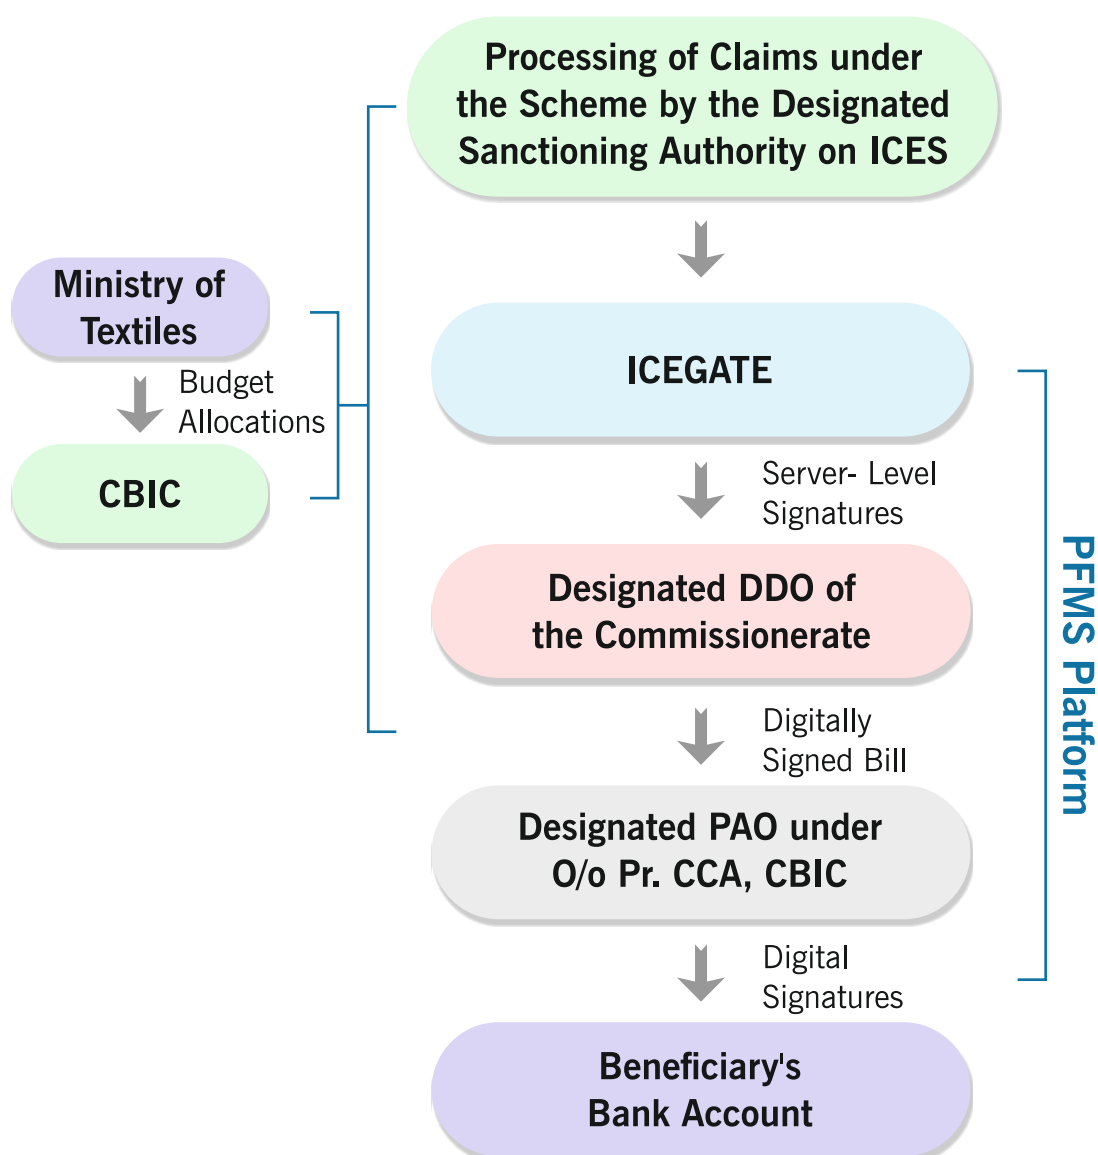 Processing of Claims under
the Scheme by the Designated
Sanctioning Authority on ICES
Ministry of
Textiles
Budget
Allocations
CBIC
ICEGATE
Server- Level
Signatures
Designated DDO of
the Commissionerate
Digitally
Signed Bill
Designated PAO under
O/o Pr. CCA, CBIC
Digital
Signatures
Beneficiary's
Bank Account
PFMS Platform